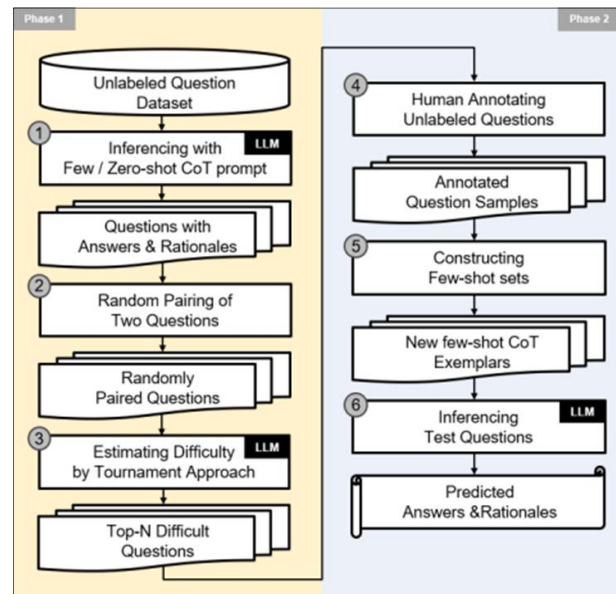 Phase 1
Unlabeled Question
Dataset
1
Inferencing with
Few / Zero-shot CoT prompt
LLM
Questions with
Answers & Rationales
2
Random Pairing of
Two Questions
Randomly
Paired Questions
3
Estimating Difficulty
by Tournament Approach
LLM
Top-N Difficult
Questions
Phase 2
4
Human Annotating
Unlabeled Questions
Annotated
Question Samples
5
Constructing
Few-shot sets
New few-shot CoT
Exemplars
6
Inferencing
Test Questions
LLM
Predicted
Answers &Rationales